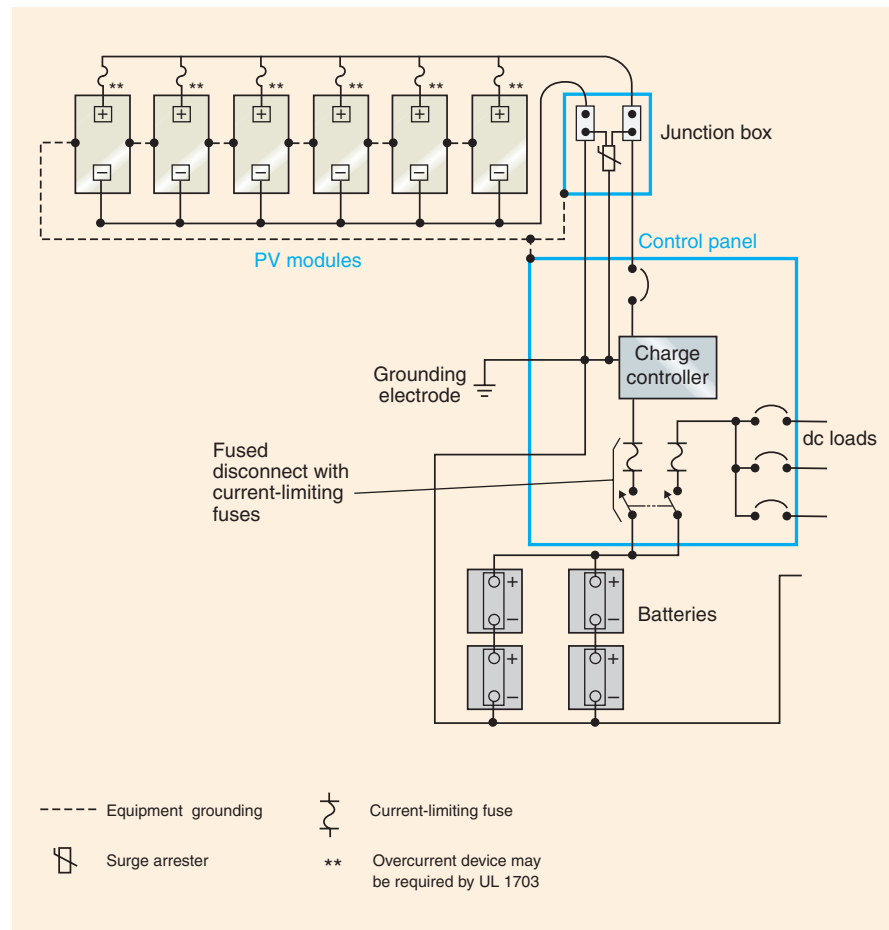 ** ** ** ** ** **
+ + + + + +
− − − − − −
Junction box
PV modules
Control panel
Charge
controller
Grounding
electrode
dc loads
Fused
disconnect with
current-limiting
fuses
+ +
− −
Batteries
+ +
− −
Equipment grounding
Current-limiting fuse
Surge arrester
** Overcurrent device may
be required by UL 1703